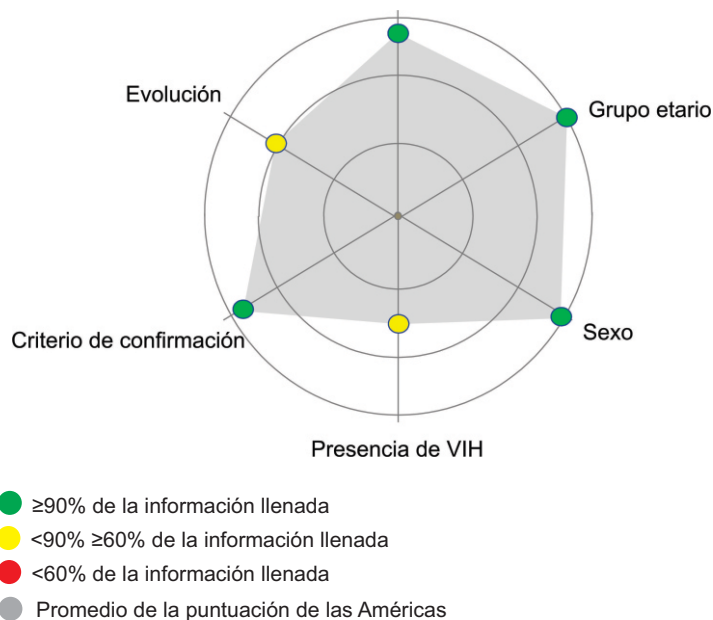 Evolución
Grupo etario
Criterio de confirmación
Sexo
Presencia de VIH
≥90% de la información llenada
<90% ≥60% de la información llenada
<60% de la información llenada
Promedio de la puntuación de las Américas